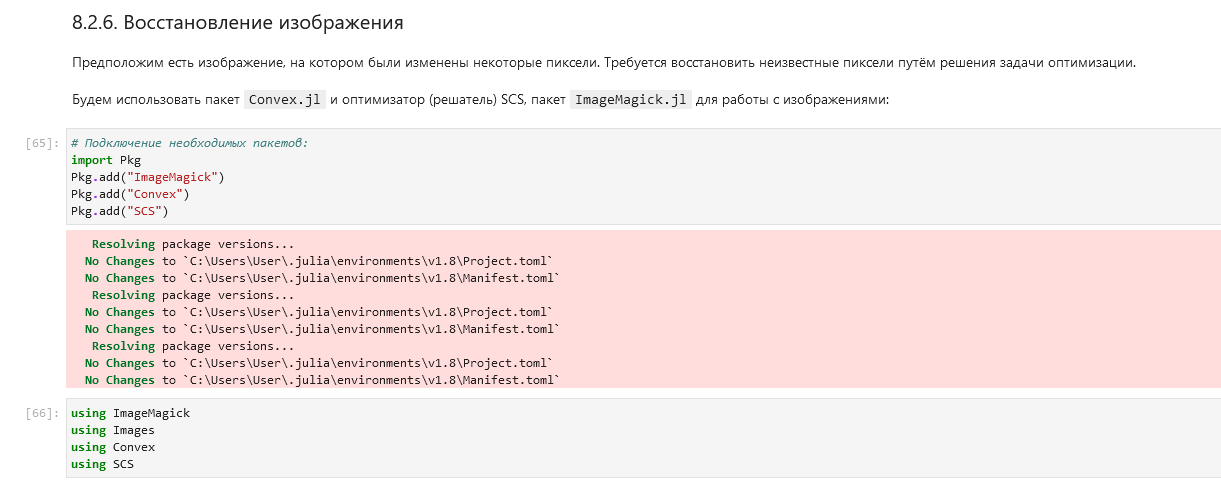 8.2.6. Восстановление изображения
Предположим есть изображение, на котором были изменены некоторые пиксели. Требуется восстановить неизвестные пиксели путём решения задачи оптимизации.
Будем использовать пакет Convex.jl и оптимизатор (решатель) SCS, пакет ImageMagick.jl для работы с изображениями:
[65]: # Подключение необходимых пакетов:
import Pkg
Pkg.add("ImageMagick")
Pkg.add("Convex")
Pkg.add("SCS")
Resolving package versions...
No Changes to `C:\Users\User\.julia\environments\v1.8\Project.toml`
No Changes to `C:\Users\User\.julia\environments\v1.8\Manifest.toml`
Resolving package versions...
No Changes to `C:\Users\User\.julia\environments\v1.8\Project.toml`
No Changes to `C:\Users\User\.julia\environments\v1.8\Manifest.toml`
Resolving package versions...
No Changes to `C:\Users\User\.julia\environments\v1.8\Project.toml`
No Changes to `C:\Users\User\.julia\environments\v1.8\Manifest.toml`
[66]: using ImageMagick
using Images
using Convex
using SCS